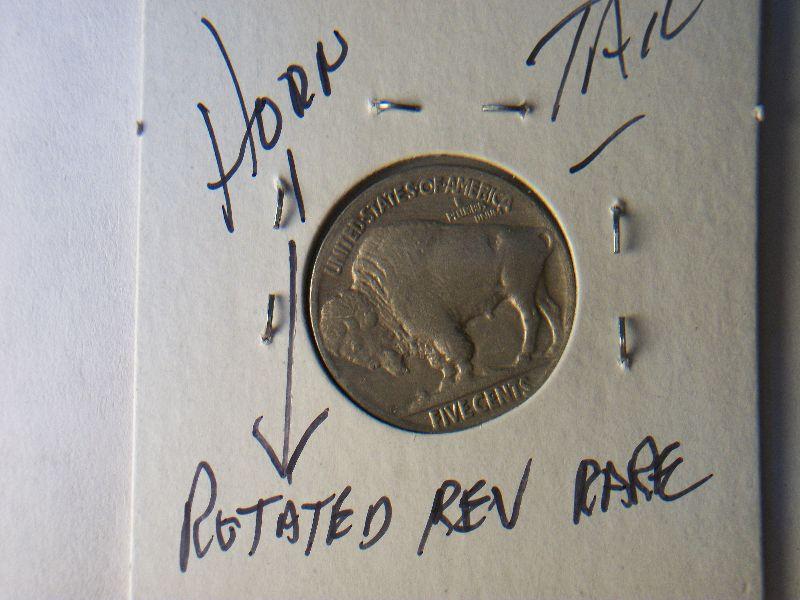 HORN
TAIL
UNITED STATES OF AMERICA
E PLURIBUS UNUM
FIVE CENTS
ROTATED REV RARE